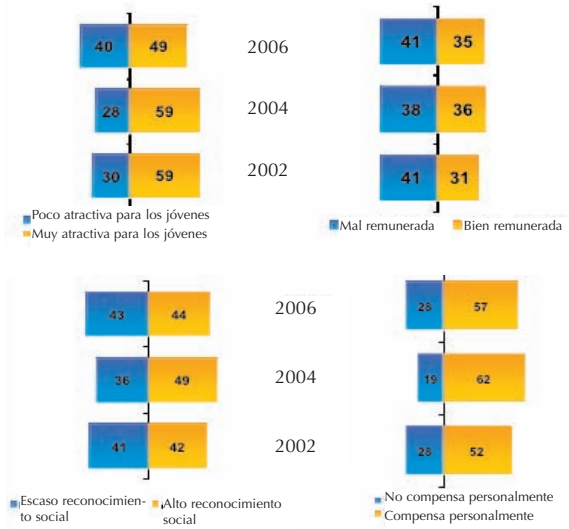 40 49 2006 41 35
28 59 2004 38 36
30 59 2002 41 31
Poco atractiva para los jóvenes
Muy atractiva para los jóvenes
Mal remunerada Bien remunerada
43 44 2006 28 57
36 49 2004 19 62
41 42 2002 28 52
Escaso reconocimien-
to social
Alto reconocimiento
social
No compensa personalmente
Compensa personalmente